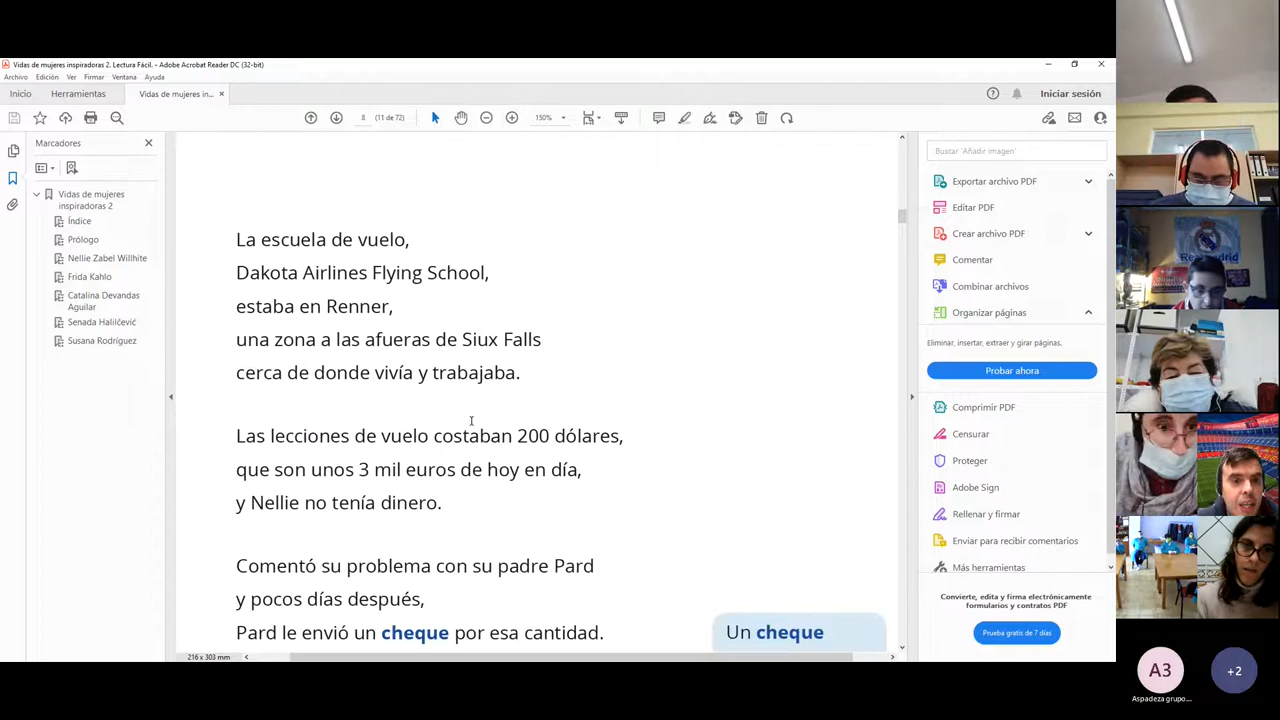 Vidas de mujeres inspiradoras 2. Lectura Fácil. - Adobe Acrobat Reader DC (32-bit)
Archivo Edición Ver Firmar Ventana Ayuda
Inicio Herramientas Vidas de mujeres in... × Iniciar sesión
8 (11 de 72) 150%
Marcadores
Vidas de mujeres
inspiradoras 2
Índice
Prólogo
Nellie Zabel Willhite
Frida Kahlo
Catalina Devandas
Aguilar
Senada Halilčević
Susana Rodríguez
La escuela de vuelo,
Dakota Airlines Flying School,
estaba en Renner,
una zona a las afueras de Siux Falls
cerca de donde vivía y trabajaba.
Las lecciones de vuelo costaban 200 dólares,
que son unos 3 mil euros de hoy en día,
y Nellie no tenía dinero.
Comentó su problema con su padre Pard
y pocos días después,
Pard le envió un cheque por esa cantidad.
Un cheque
216 x 303 mm
Buscar 'Añadir imagen'
Exportar archivo PDF
Editar PDF
Crear archivo PDF
Comentar
Combinar archivos
Organizar páginas
Eliminar, insertar, extraer y girar páginas.
Probar ahora
Comprimir PDF
Censurar
Proteger
Adobe Sign
Rellenar y firmar
Enviar para recibir comentarios
Más herramientas
Convierte, edita y firma electrónicamente
formularios y contratos PDF
Prueba gratis de 7 días
Real Madrid
A3
+2
Aspadeza grupo...